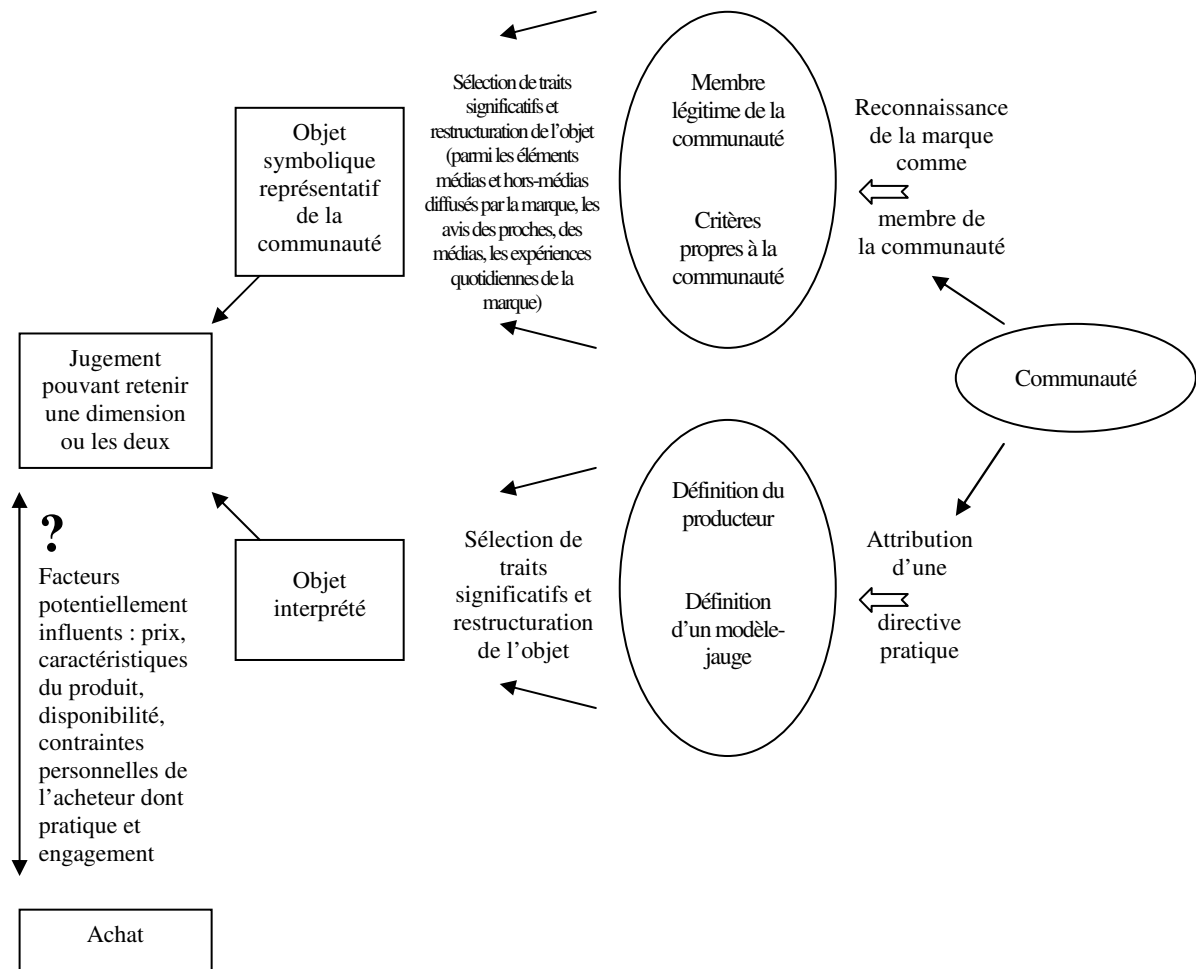 Objet
symbolique
représentatif
de la
communauté
Sélection de traits
significatifs et
restructuration de l’objet
(parmi les éléments
médias et hors-médias
diffusés par la marque, les
avis des proches, des
médias, les expériences
quotidiennes de la
marque)
Membre
légitime de la
communauté
Critères
propres à la
communauté
Reconnaissance
de la marque
comme
membre de
la communauté
Jugement
pouvant retenir
une dimension
ou les deux
Communauté
?
Facteurs
potentiellement
influents : prix,
caractéristiques
du produit,
disponibilité,
contraintes
personnelles de
l’acheteur dont
pratique et
engagement
Objet
interprété
Sélection de
traits
significatifs et
restructuration
de l’objet
Définition du
producteur
Définition
d’un modèle-
jauge
Attribution
d’une
directive
pratique
Achat